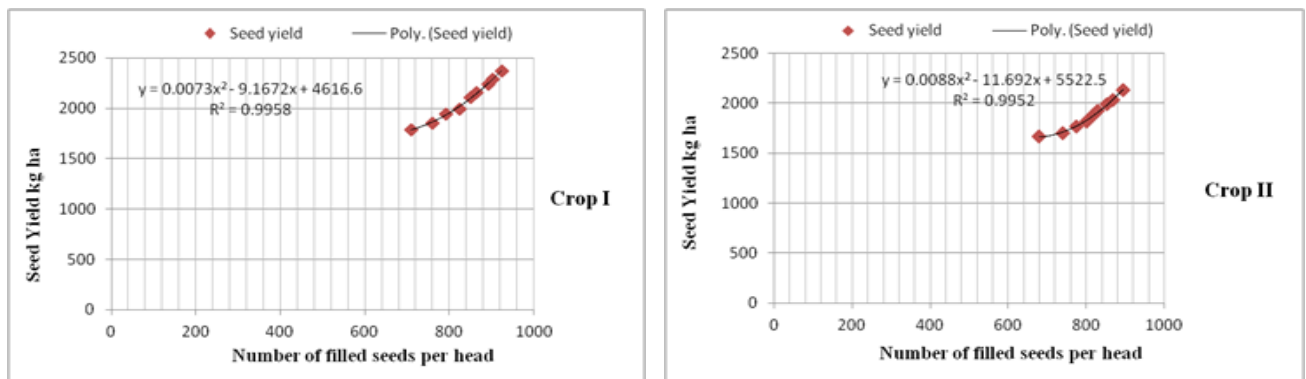 Seed yield Poly. (Seed yield)
2500
2000
1500
1000
500
0
y = 0.0073x² - 9.1672x + 4616.6
R² = 0.9958
0 200 400 600 800 1000
Seed Yield kg ha
Number of filled seeds per head
Crop I
Seed yield Poly. (Seed yield)
2500
2000
1500
1000
500
0
y = 0.0088x² - 11.692x + 5522.5
R² = 0.9952
0 200 400 600 800 1000
Seed Yield kg ha
Number of filled seeds per head
Crop II